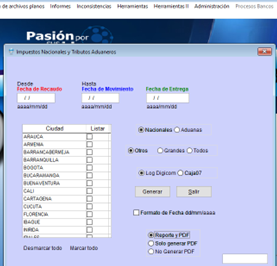 de archivos planos Informes Inconsistencias Herramientas Herramientas II Administración Procesos Bancos
Pasión por
Impuestos Nacionales y Tributos Aduaneros
Desde Hasta
Fecha de Recaudo Fecha de Movimiento Fecha de Entrega
/ / / / / /
aaaa/mm/dd aaaa/mm/dd aaaa/mm/dd
Ciudad Listar
ARAUCA
ARMENIA
BARRANCABERMEJA
BARRANQUILLA
BOGOTA
BUCARAMANGA
BUENAVENTURA
CALI
CARTAGENA
CUCUTA
FLORENCIA
IBAGUE
INIRIDA
Nacionales Aduanas
Otros Grandes Todos
Log Digicom Caja07
Generar Salir
Formato de Fecha dd/mm/aaaa
Reporte y PDF
Solo generar PDF
No Generar PDF
Desmarcar todo Marcar todo